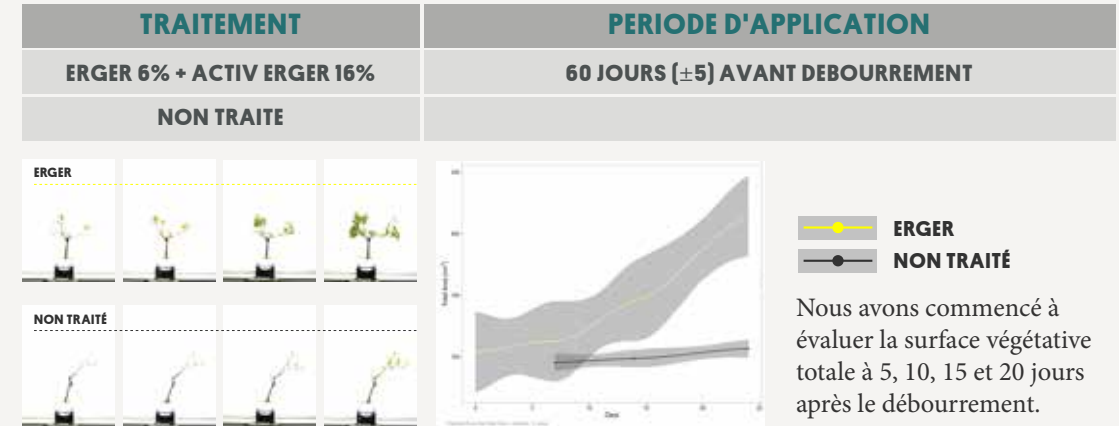 TRAITEMENT
PERIODE D'APPLICATION
ERGER 6% + ACTIV ERGER 16%
60 JOURS (±5) AVANT DEBOURREMENT
NON TRAITE
ERGER
NON TRAITÉ
ERGER
NON TRAITÉ
Nous avons commencé à
évaluer la surface végétative
totale à 5, 10, 15 et 20 jours
après le débourrement.